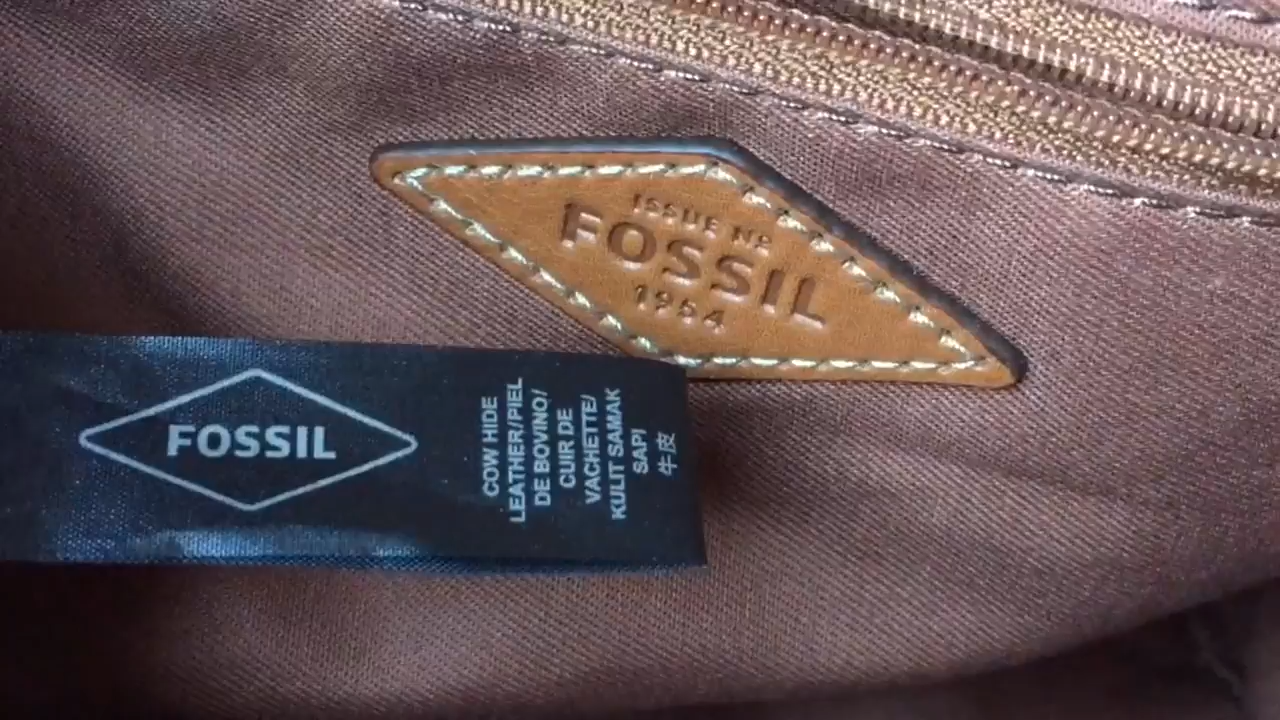 ISSUE Nº
FOSSIL
1954
FOSSIL
COW HIDE
LEATHER/PIEL
DE BOVINO/
CUIR DE
VACHETTE/
KULIT SAMAK
SAPI
牛皮